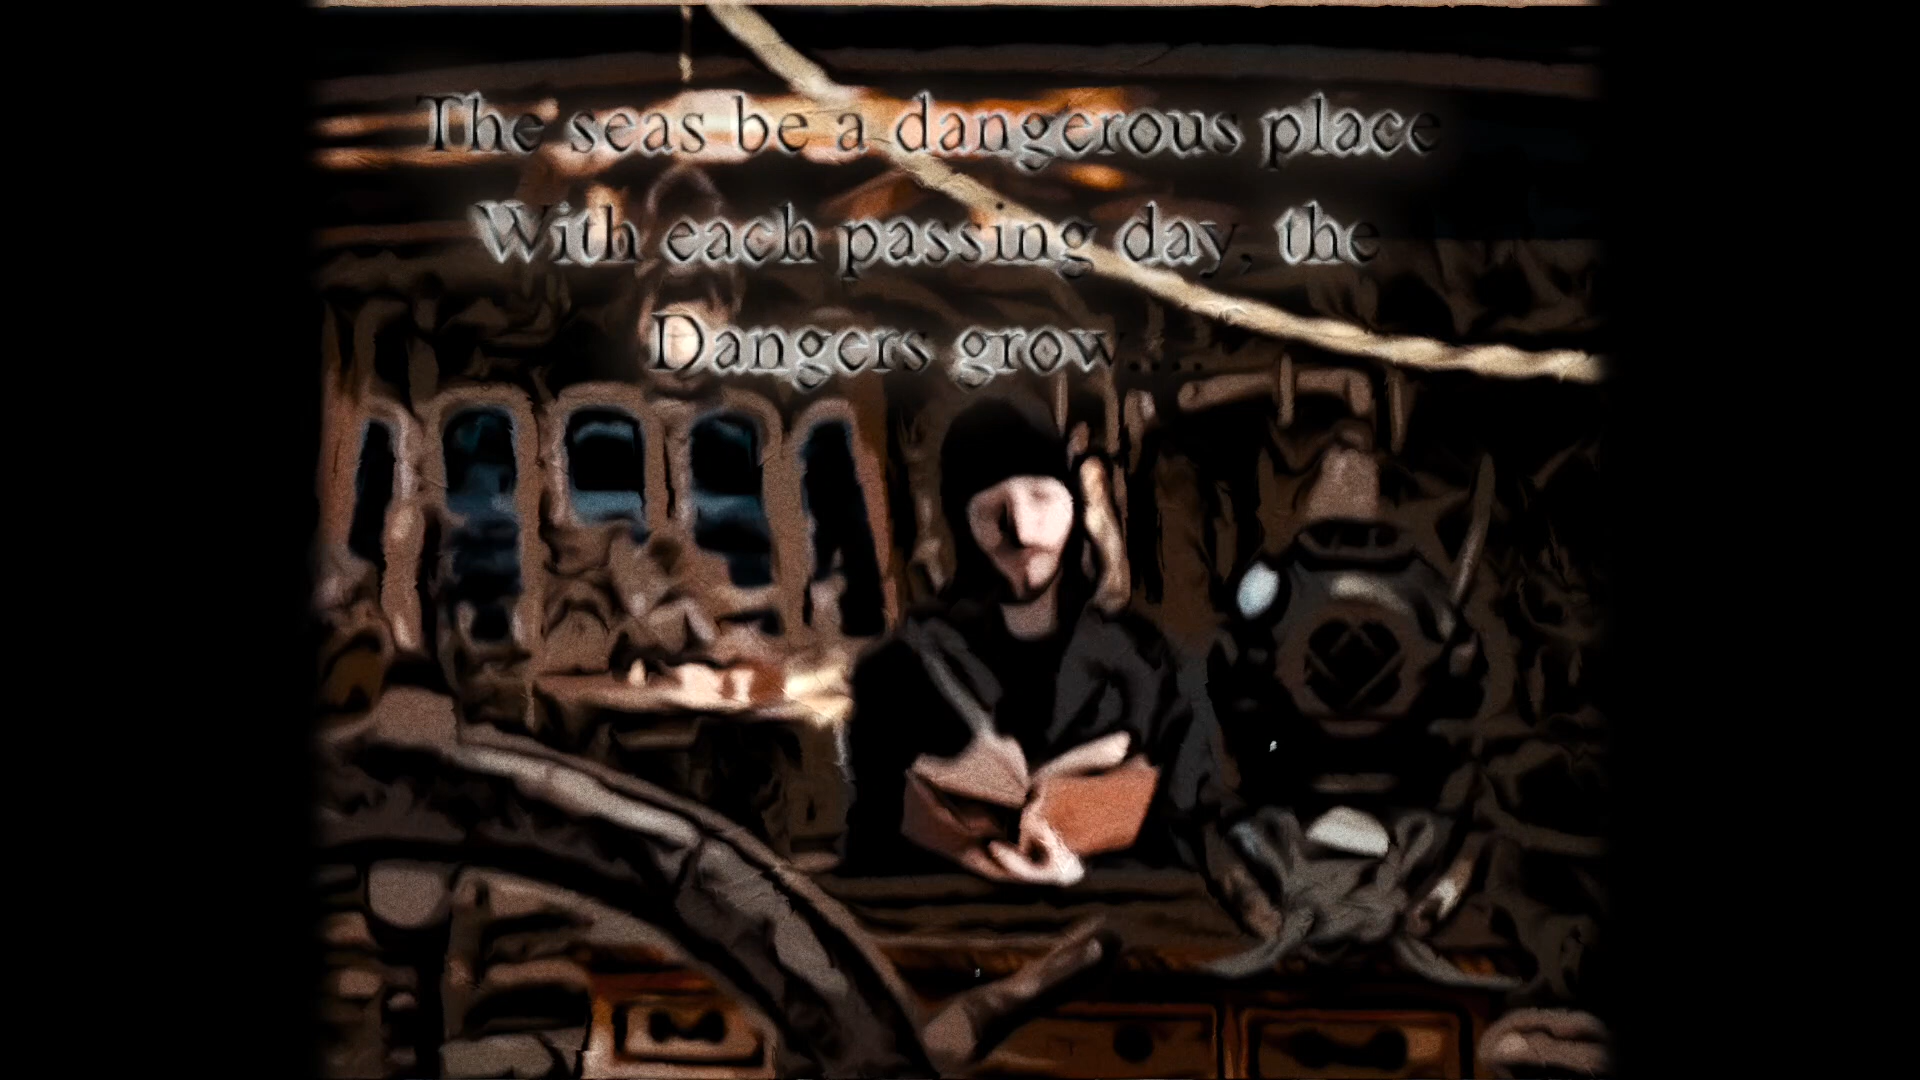 The seas be a dangerous place
With each passing day, the
Dangers grow....